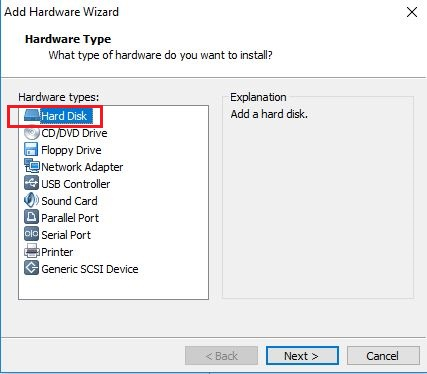 Add Hardware Wizard
Hardware Type
What type of hardware do you want to install?
Hardware types:
Hard Disk
CD/DVD Drive
Floppy Drive
Network Adapter
USB Controller
Sound Card
Parallel Port
Serial Port
Printer
Generic SCSI Device
Explanation
Add a hard disk.
< Back
Next >
Cancel